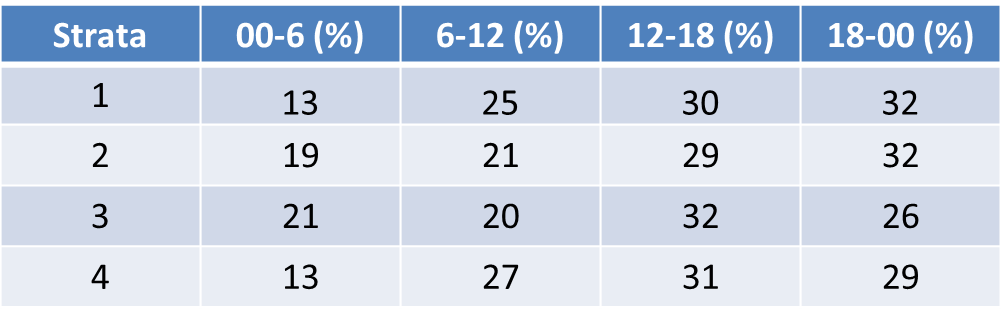 Strata 00-6 (%) 6-12 (%) 12-18 (%) 18-00 (%)
1 13 25 30 32
2 19 21 29 32
3 21 20 32 26
4 13 27 31 29